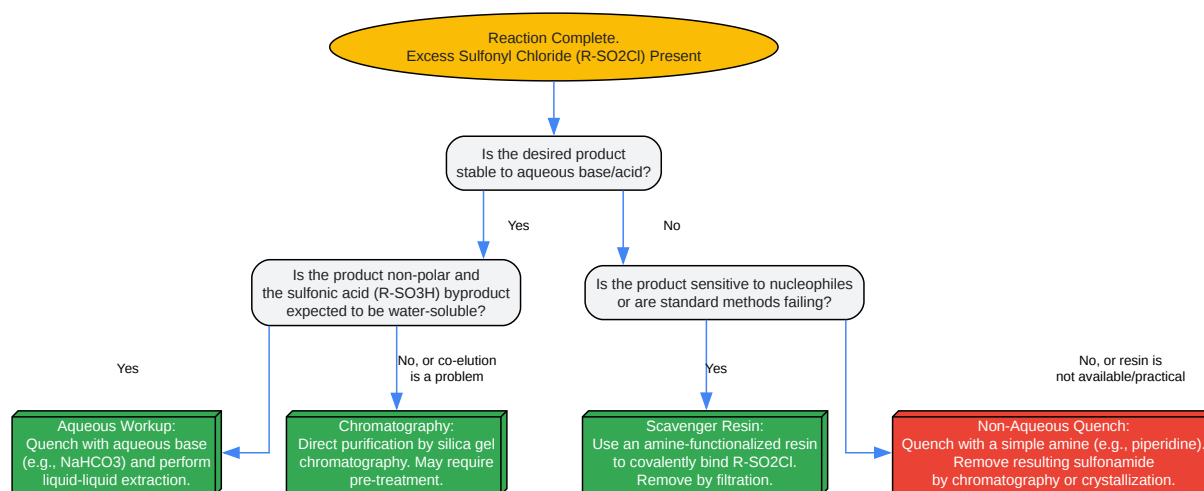 Reaction Complete.
Excess Sulfonyl Chloride (R-SO2Cl) Present
Is the desired product
stable to aqueous base/acid?
Yes
No
Is the product non-polar and
the sulfonic acid (R-SO3H) byproduct
expected to be water-soluble?
Is the product sensitive to nucleophiles
or are standard methods failing?
Yes
No, or co-elution
is a problem
Yes
No, or resin is
not available/practical
Aqueous Workup:
Quench with aqueous base
(e.g., NaHCO3) and perform
liquid-liquid extraction.
Chromatography:
Direct purification by silica gel
chromatography. May require
pre-treatment.
Scavenger Resin:
Use an amine-functionalized resin
to covalently bind R-SO2Cl.
Remove by filtration.
Non-Aqueous Quench:
Quench with a simple amine (e.g., piperidine).
Remove resulting sulfonamide
by chromatography or crystallization.